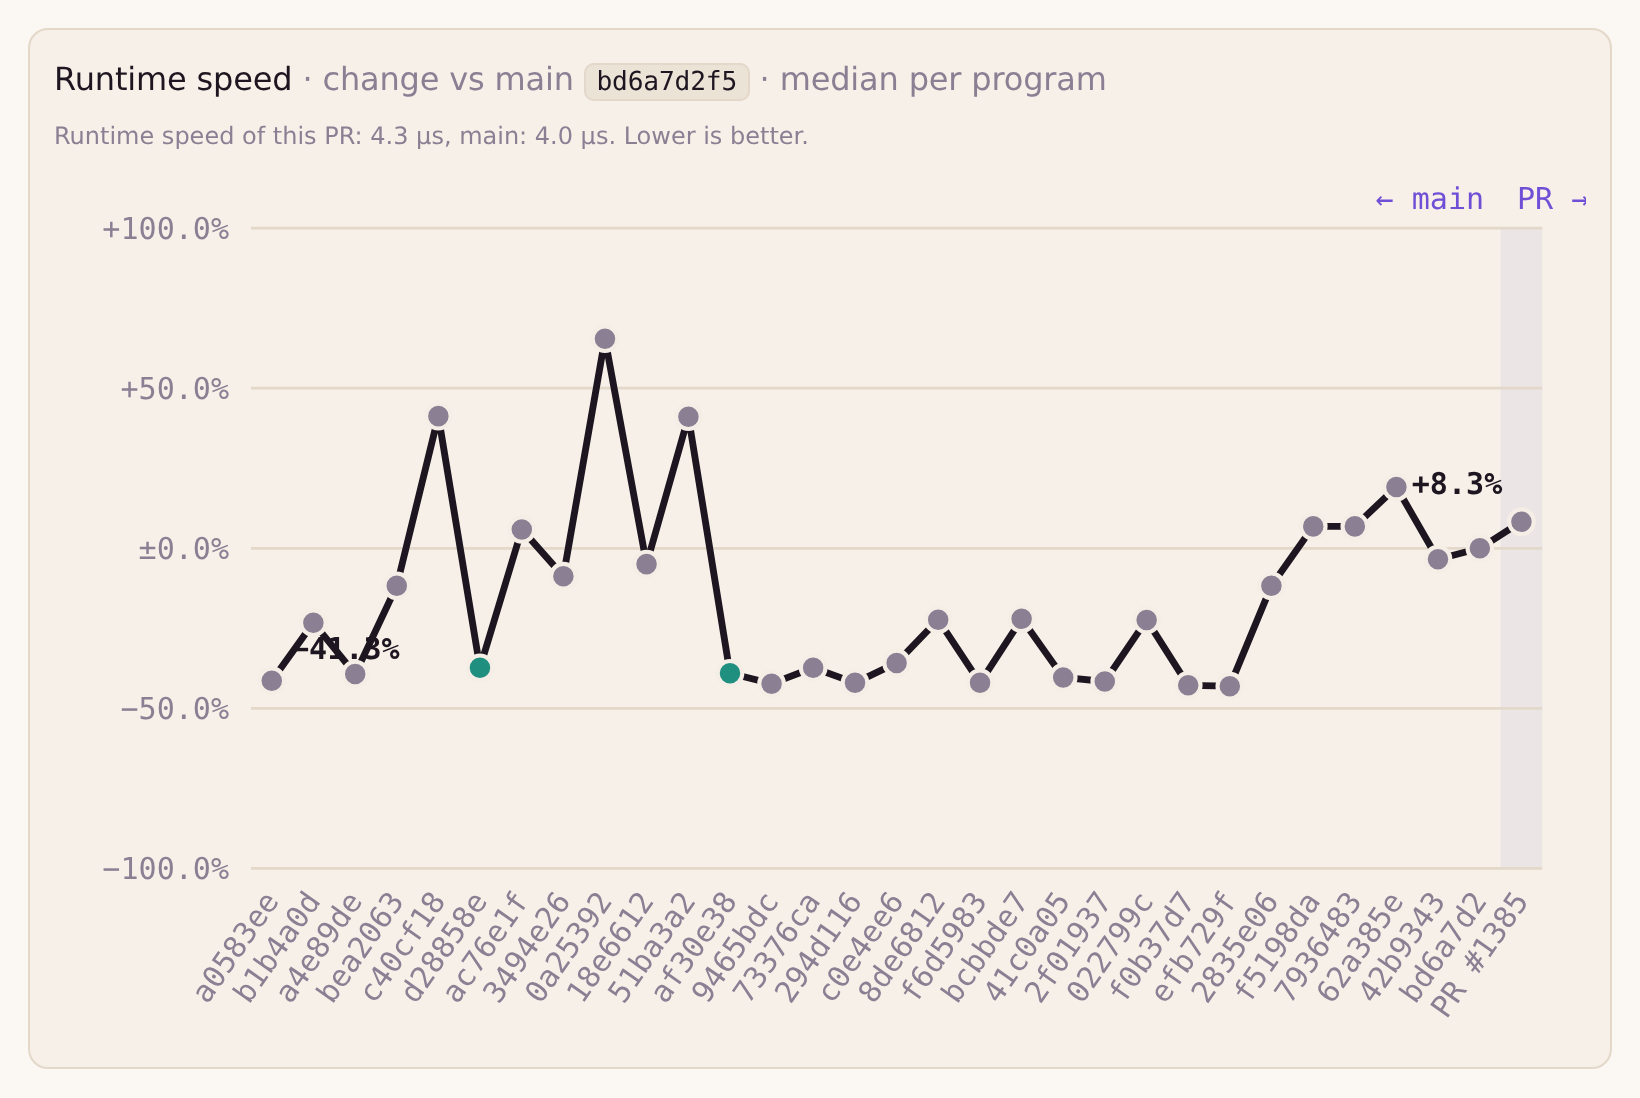 Runtime speed · change vs main bd6a7d2f5 · median per program
Runtime speed of this PR: 4.3 µs, main: 4.0 µs. Lower is better.
← main PR →
+100.0%
+50.0%
±0.0%
−50.0%
−100.0%
−41.3%
+8.3%
a0583ee
b1b4a0d
a4e89de
bea2063
c40cf18
d28858e
ac76e1f
3494e26
0a25392
18e6612
51ba3a2
af30e38
9465bdc
73376ca
294d116
c0e4ee6
8de6812
f6d5983
bcbbde7
41c0a05
2f01937
022799c
f0b37d7
efb729f
2835e06
f5198da
7936483
62a385e
42b9343
bd6a7d2
PR #1385